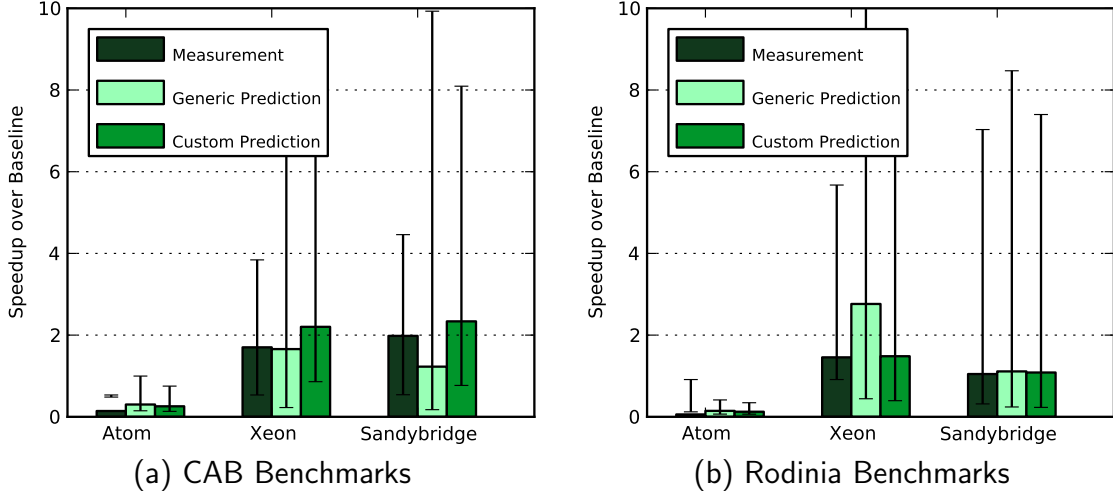 10
8
6
4
2
0
Speedup over Baseline
Measurement
Generic Prediction
Custom Prediction
Atom
Xeon
Sandybridge
(a) CAB Benchmarks
10
8
6
4
2
0
Speedup over Baseline
Measurement
Generic Prediction
Custom Prediction
Atom
Xeon
Sandybridge
(b) Rodinia Benchmarks